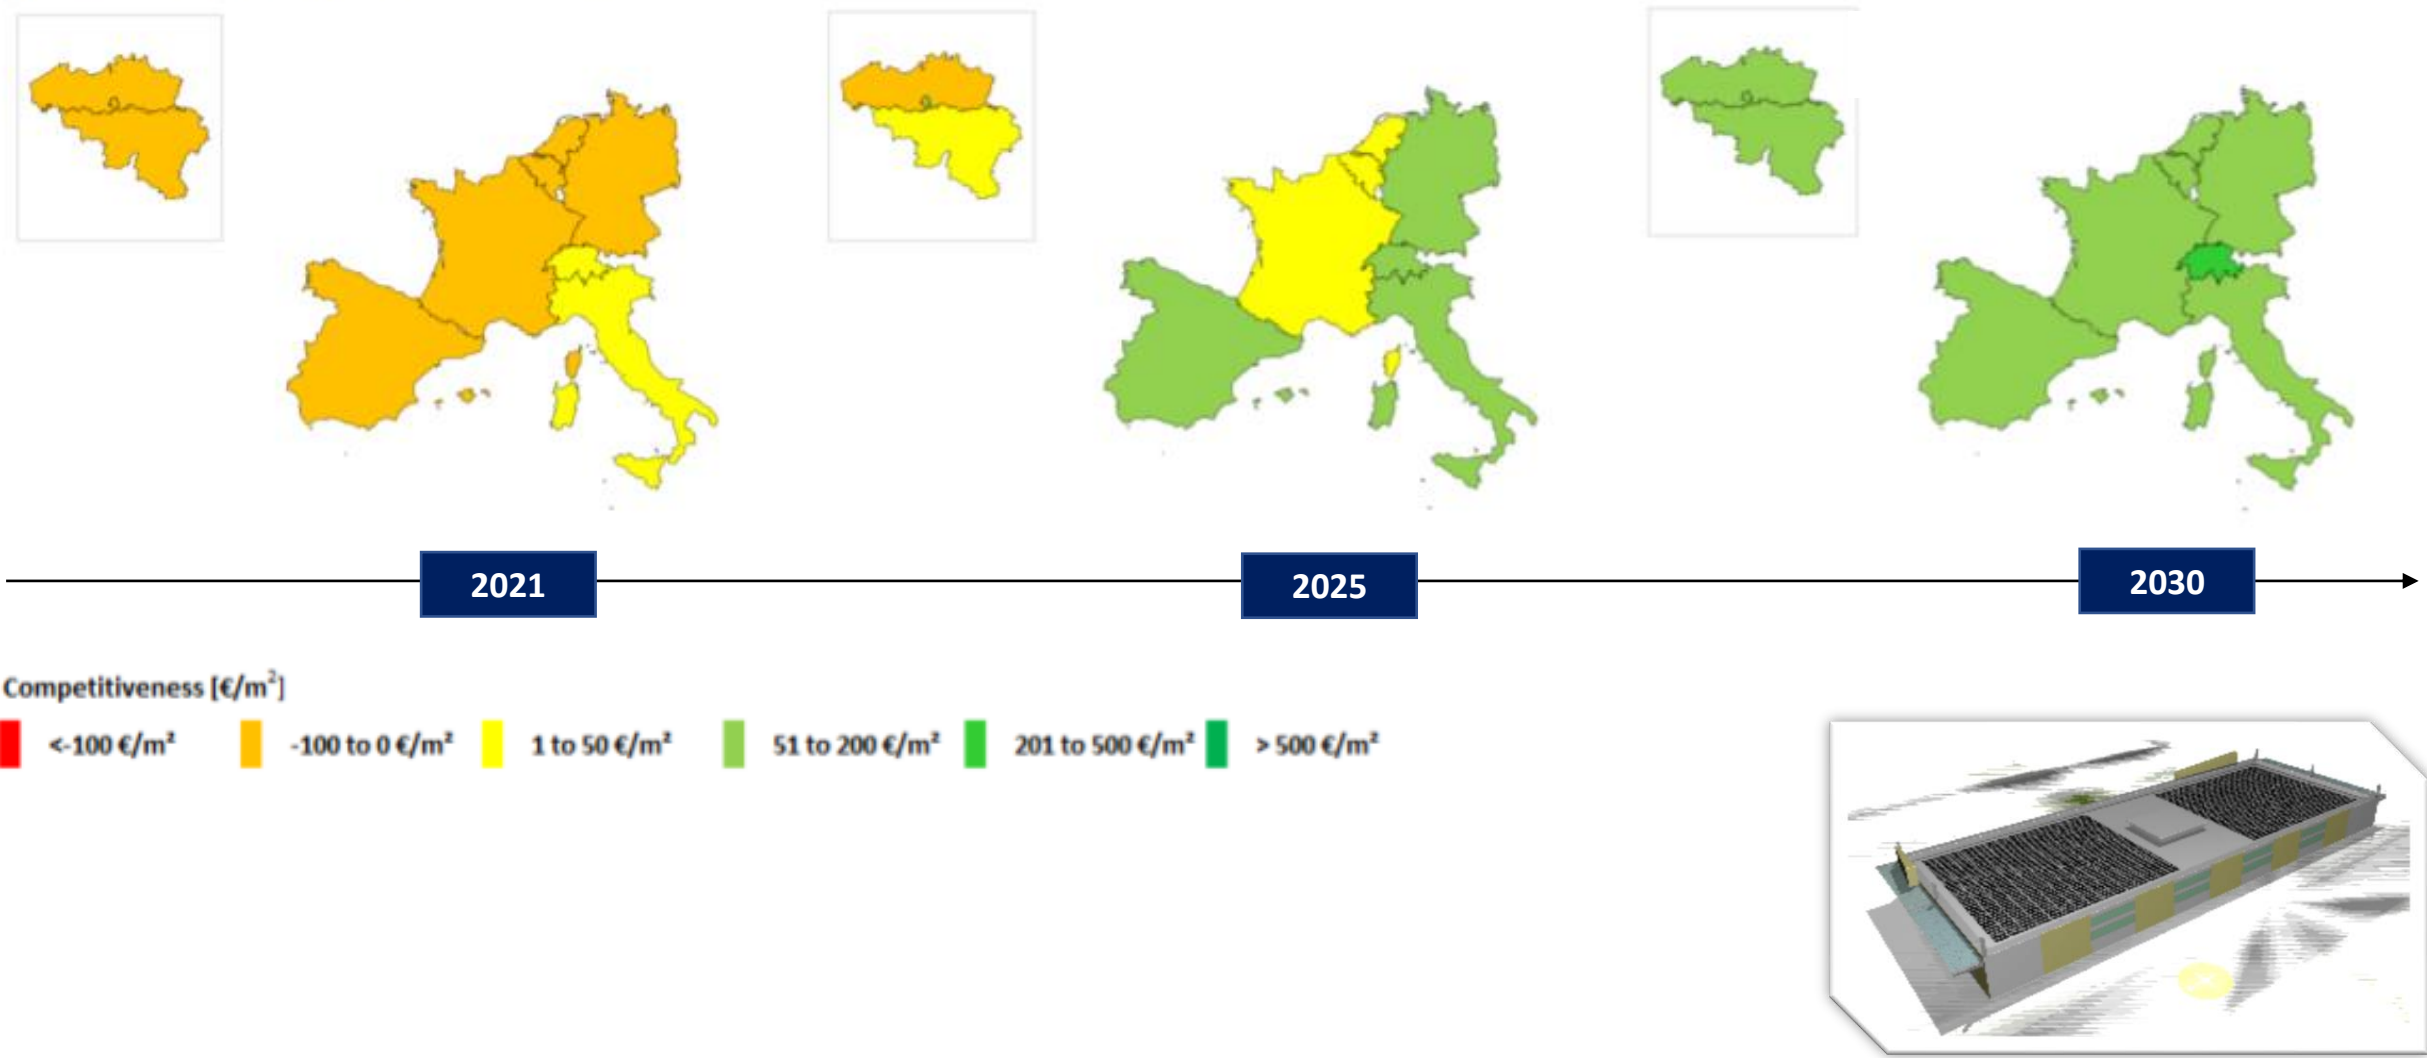 2021
2025
2030
Competitiveness [€/m²]
<-100 €/m²
-100 to 0 €/m²
1 to 50 €/m²
51 to 200 €/m²
201 to 500 €/m²
> 500 €/m²